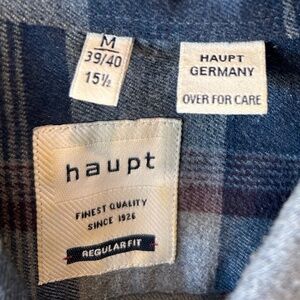 M
39/40
15½
HAUPT
GERMANY
OVER FOR CARE
haupt
FINEST QUALITY
SINCE 1926
REGULAR FIT